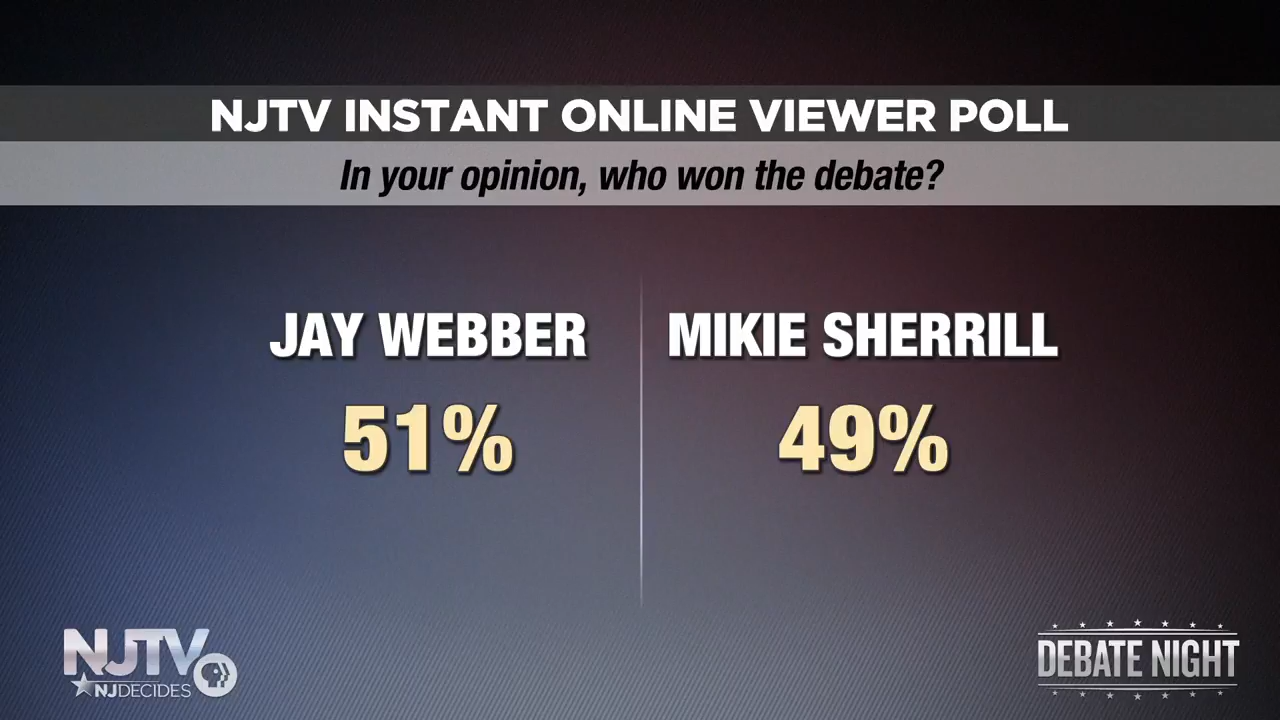 NJTV INSTANT ONLINE VIEWER POLL
In your opinion, who won the debate?
JAY WEBBER
MIKIE SHERRILL
51%
49%
NJTV
NJDECIDES
DEBATE NIGHT